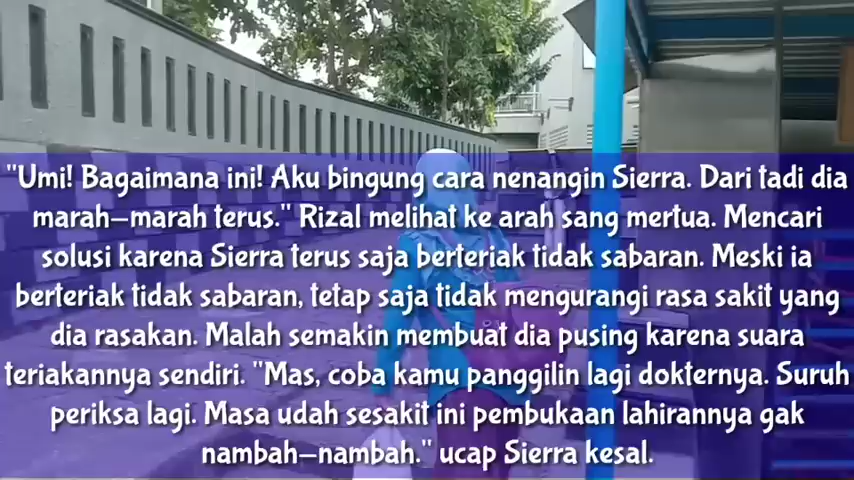 "Umi! Bagaimana ini! Aku bingung cara nenangin Sierra. Dari tadi dia
marah-marah terus." Rizal melihat ke arah sang mertua. Mencari
solusi karena Sierra terus saja berteriak tidak sabaran. Meski ia
berteriak tidak sabaran, tetap saja tidak mengurangi rasa sakit yang
dia rasakan. Malah semakin membuat dia pusing karena suara
teriakannya sendiri. "Mas, coba kamu panggilin lagi dokternya. Suruh
periksa lagi. Masa udah sesakit ini pembukaan lahirannya gak
nambah-nambah." ucap Sierra kesal.